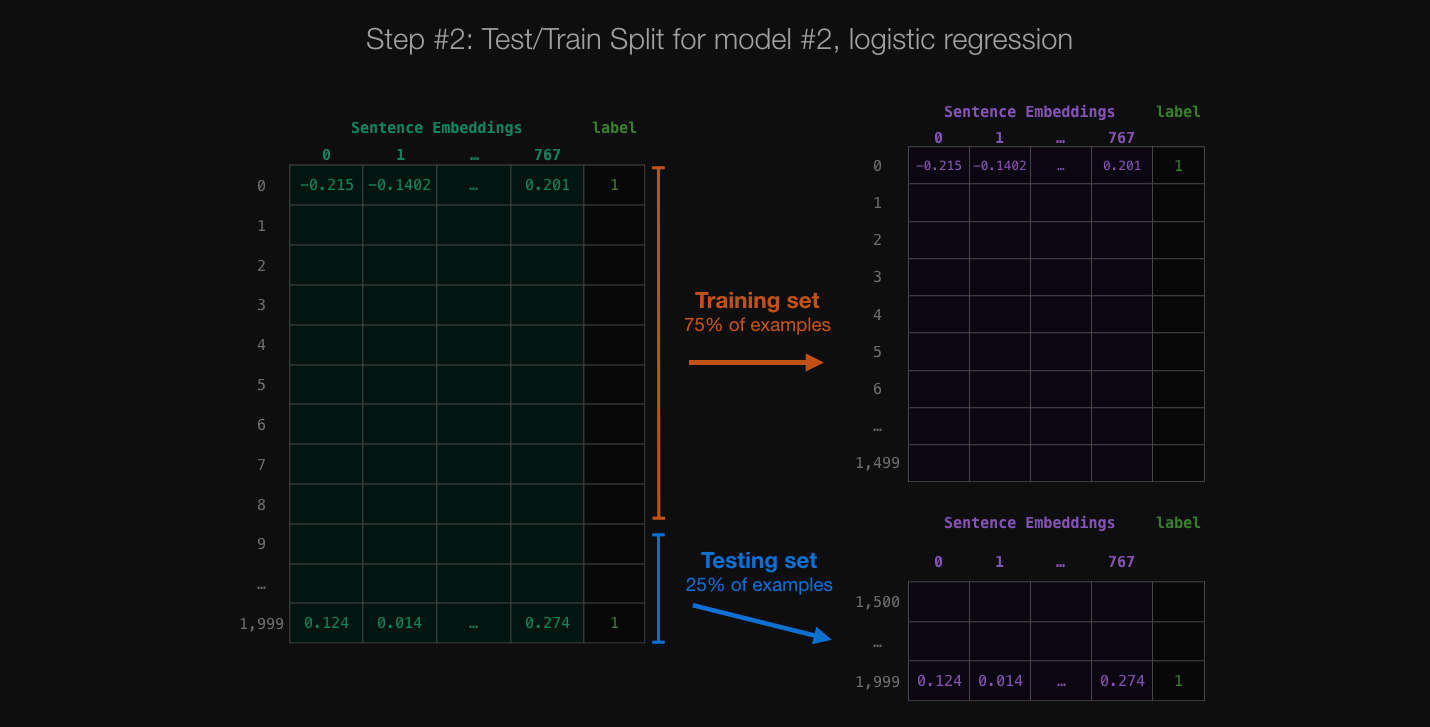 Step #2: Test/Train Split for model #2, logistic regression
Sentence Embeddings label
0 1 … 767
0 −0.215 −0.1402 … 0.201 1
1
2
3
4
5
6
7
8
9
…
1,999 0.124 0.014 … 0.274 1
Training set
75% of examples
Testing set
25% of examples
Sentence Embeddings label
0 1 … 767
0 −0.215 −0.1402 … 0.201 1
1
2
3
4
5
6
…
1,499
Sentence Embeddings label
0 1 … 767
1,500
…
1,999 0.124 0.014 … 0.274 1